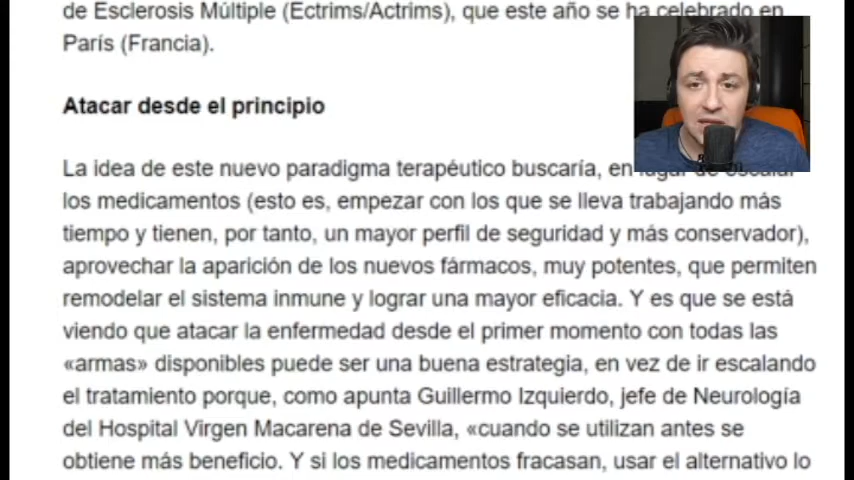 de Esclerosis Múltiple (Ectrims/Actrims), que este año se ha celebrado en
París (Francia).
Atacar desde el principio
La idea de este nuevo paradigma terapéutico buscaría, en lugar de escalar
los medicamentos (esto es, empezar con los que se lleva trabajando más
tiempo y tienen, por tanto, un mayor perfil de seguridad y más conservador),
aprovechar la aparición de los nuevos fármacos, muy potentes, que permiten
remodelar el sistema inmune y lograr una mayor eficacia. Y es que se está
viendo que atacar la enfermedad desde el primer momento con todas las
«armas» disponibles puede ser una buena estrategia, en vez de ir escalando
el tratamiento porque, como apunta Guillermo Izquierdo, jefe de Neurología
del Hospital Virgen Macarena de Sevilla, «cuando se utilizan antes se
obtiene más beneficio. Y si los medicamentos fracasan, usar el alternativo lo